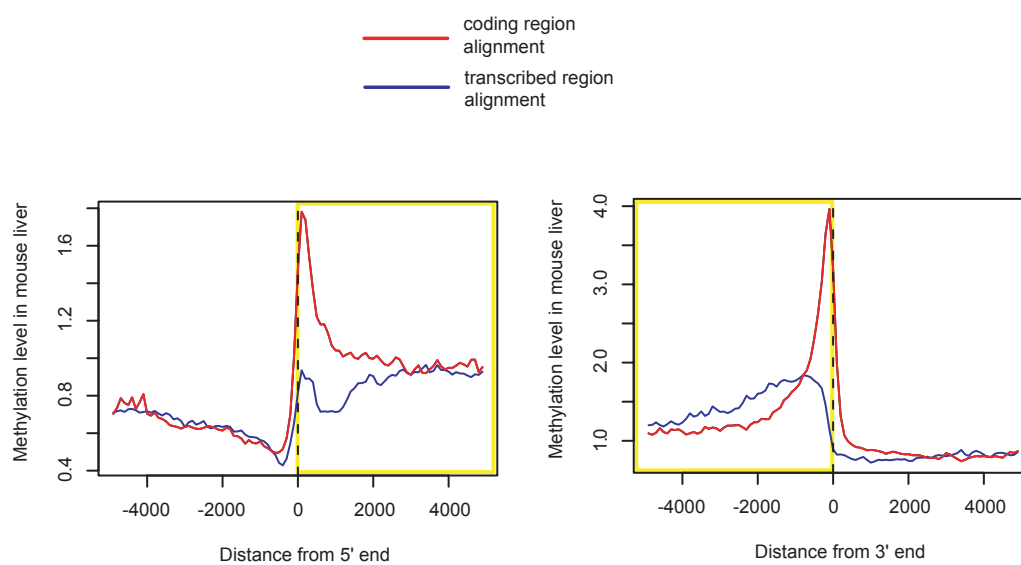 coding region
alignment
transcribed region
alignment
Methylation level in mouse liver
0.4 0.8 1.2 1.6
-4000 -2000 0 2000 4000
Distance from 5' end
Methylation level in mouse liver
1.0 2.0 3.0 4.0
-4000 -2000 0 2000 4000
Distance from 3' end